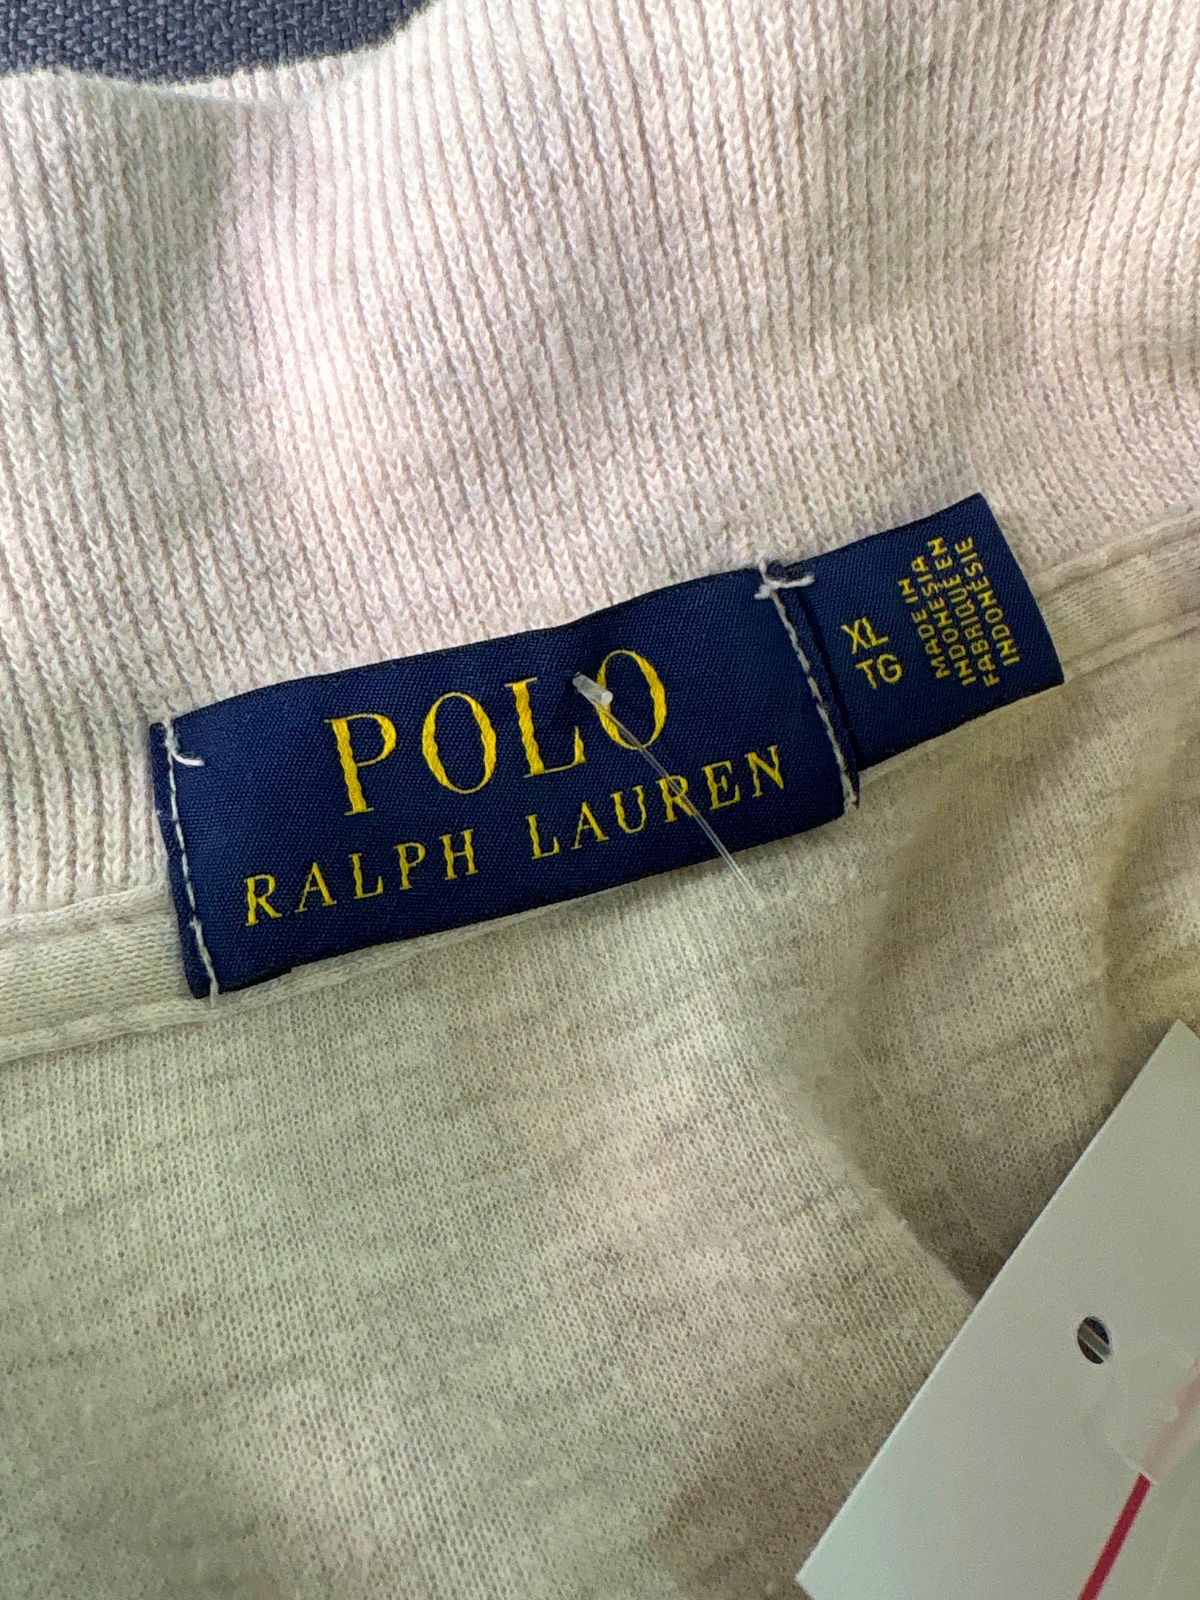 POLO
RALPH LAUREN
XL
TG
MADE IN
INDONESIA
FABRIQUÉ EN
INDONÉSIE